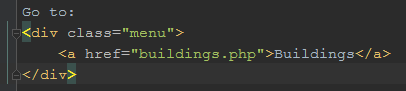 Go to:
<div class="menu">
<a href="buildings.php">Buildings</a>
</div>